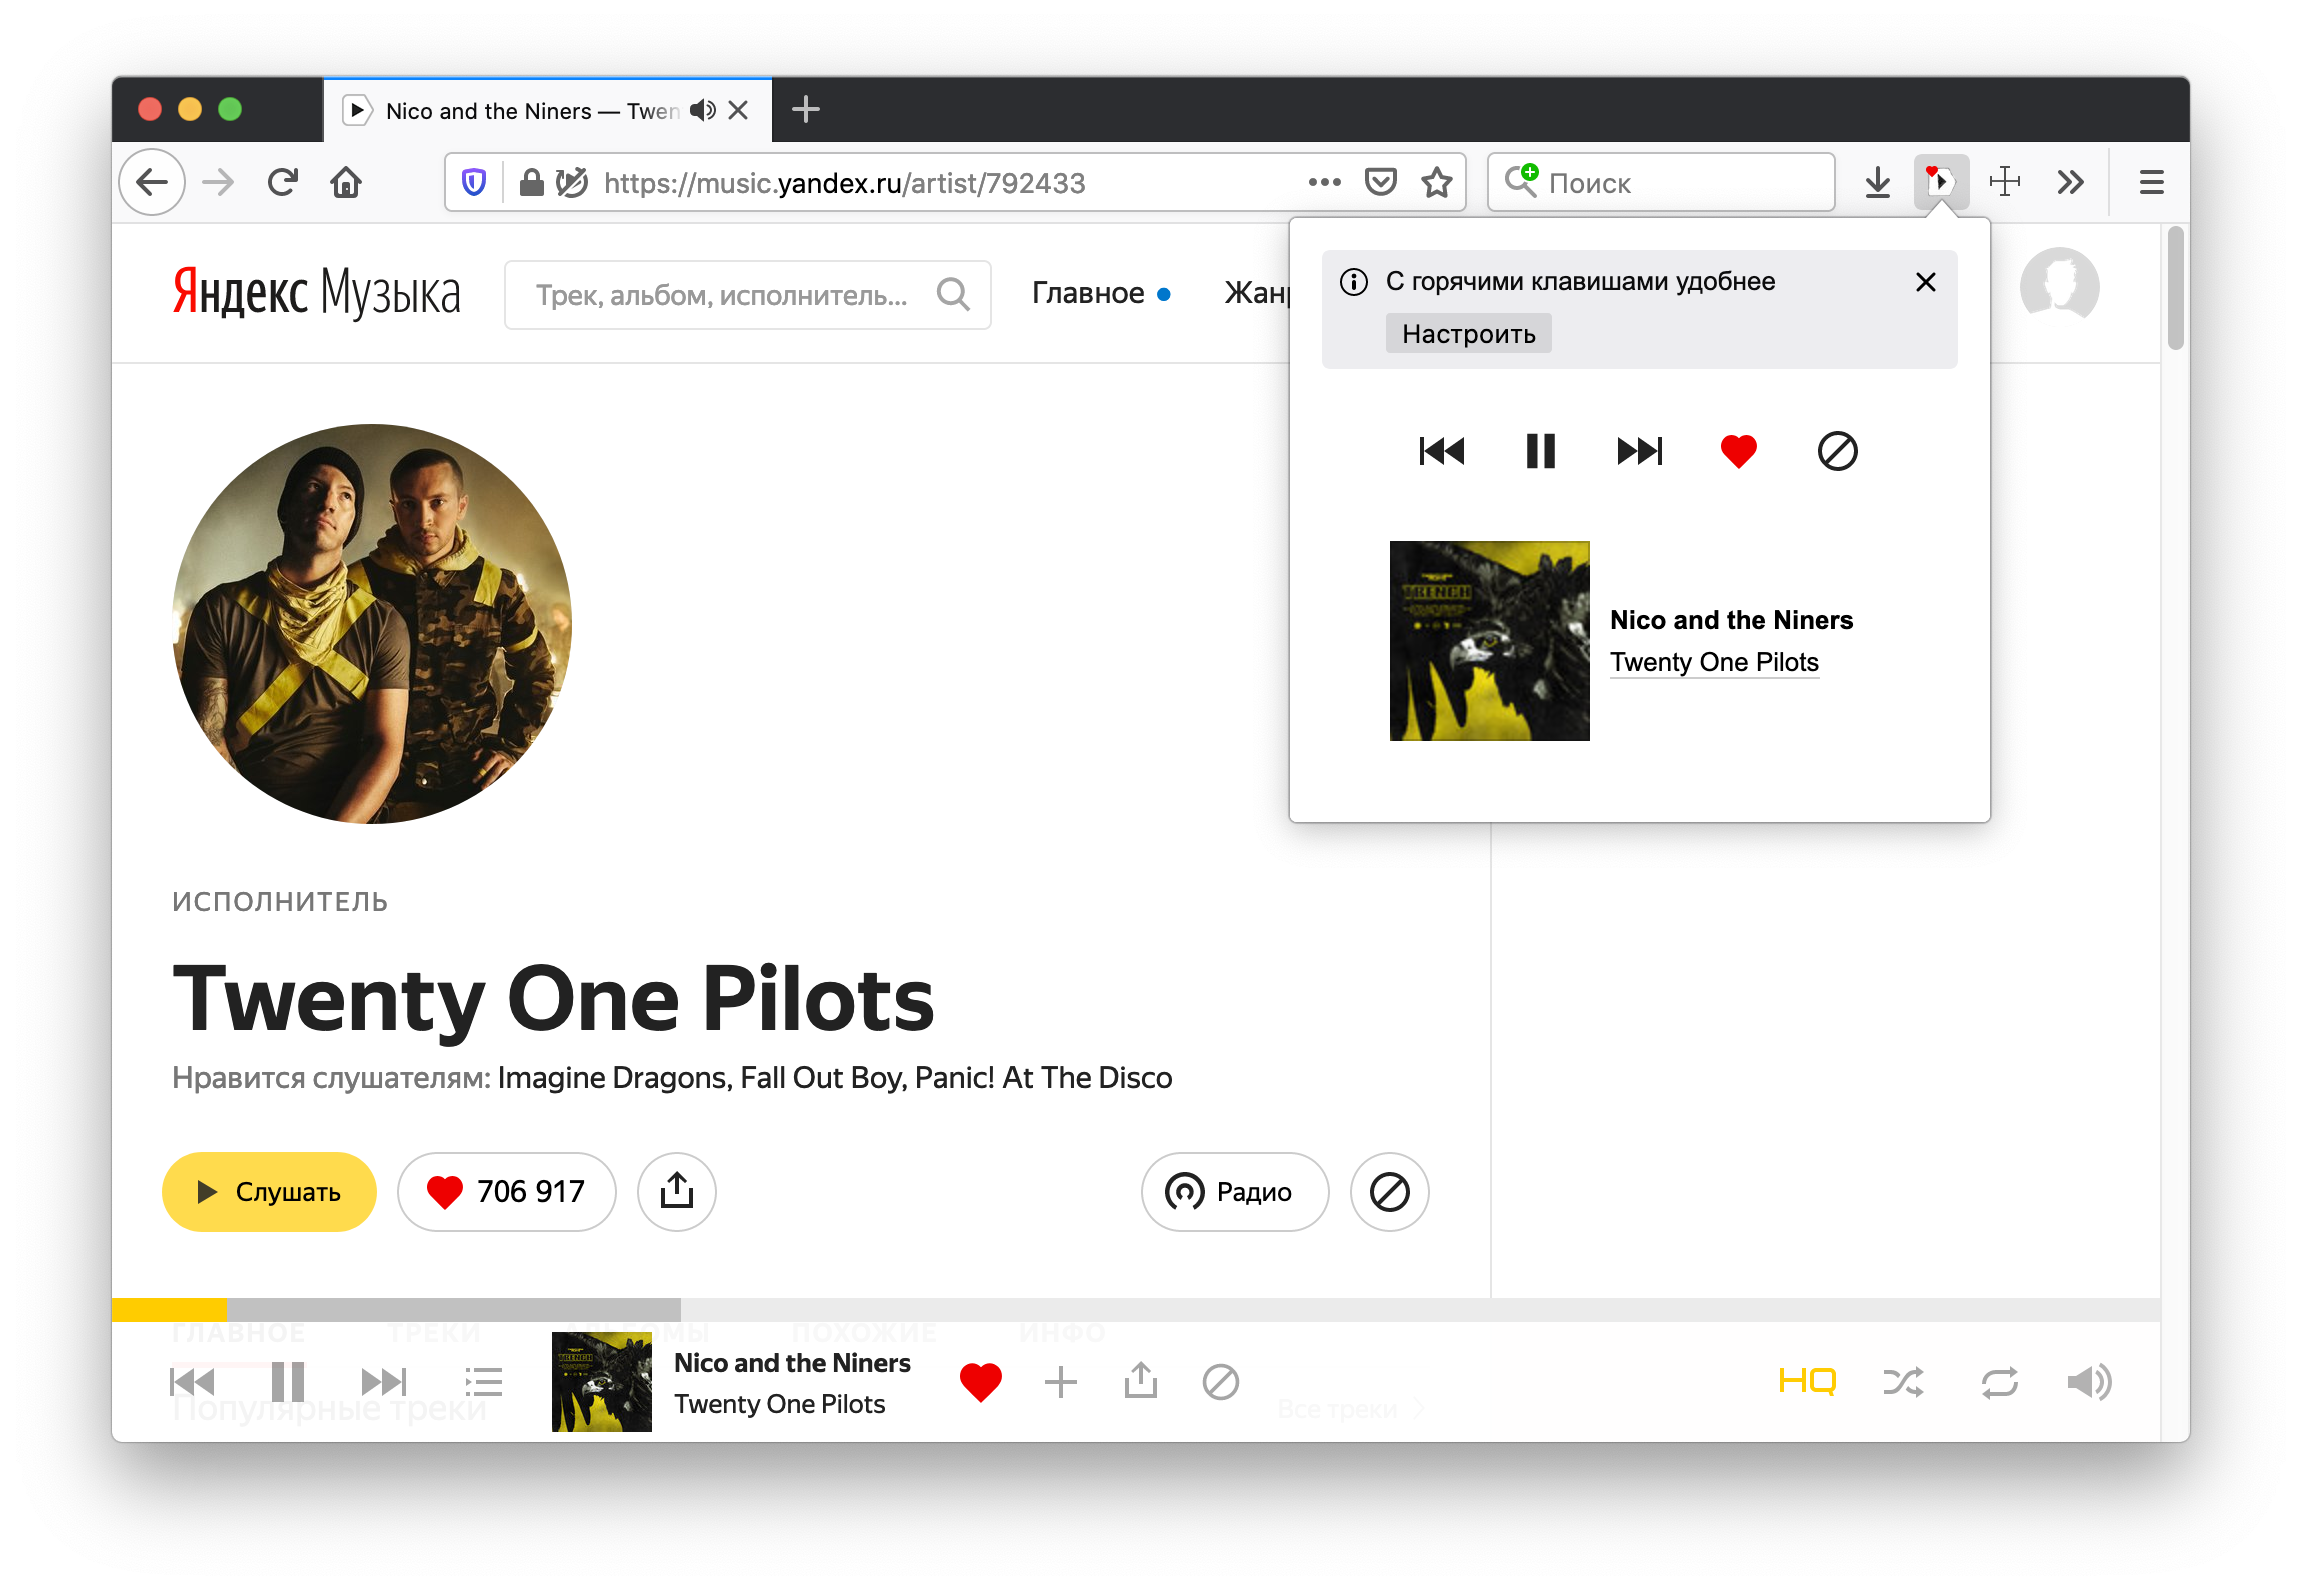 Nico and the Niners — Twen
https://music.yandex.ru/artist/792433
Поиск
Яндекс Музыка
Трек, альбом, исполнитель...
Главное
Жанр
С горячими клавишами удобнее
Настроить
TRENCH
Nico and the Niners
Twenty One Pilots
ИСПОЛНИТЕЛЬ
Twenty One Pilots
Нравится слушателям: Imagine Dragons, Fall Out Boy, Panic! At The Disco
Слушать
706 917
Радио
ГЛАВНОЕ ТРЕКИ АЛЬБОМЫ ПОХОЖИЕ ИНФО
Nico and the Niners
Twenty One Pilots
HQ
Популярные треки
Все треки